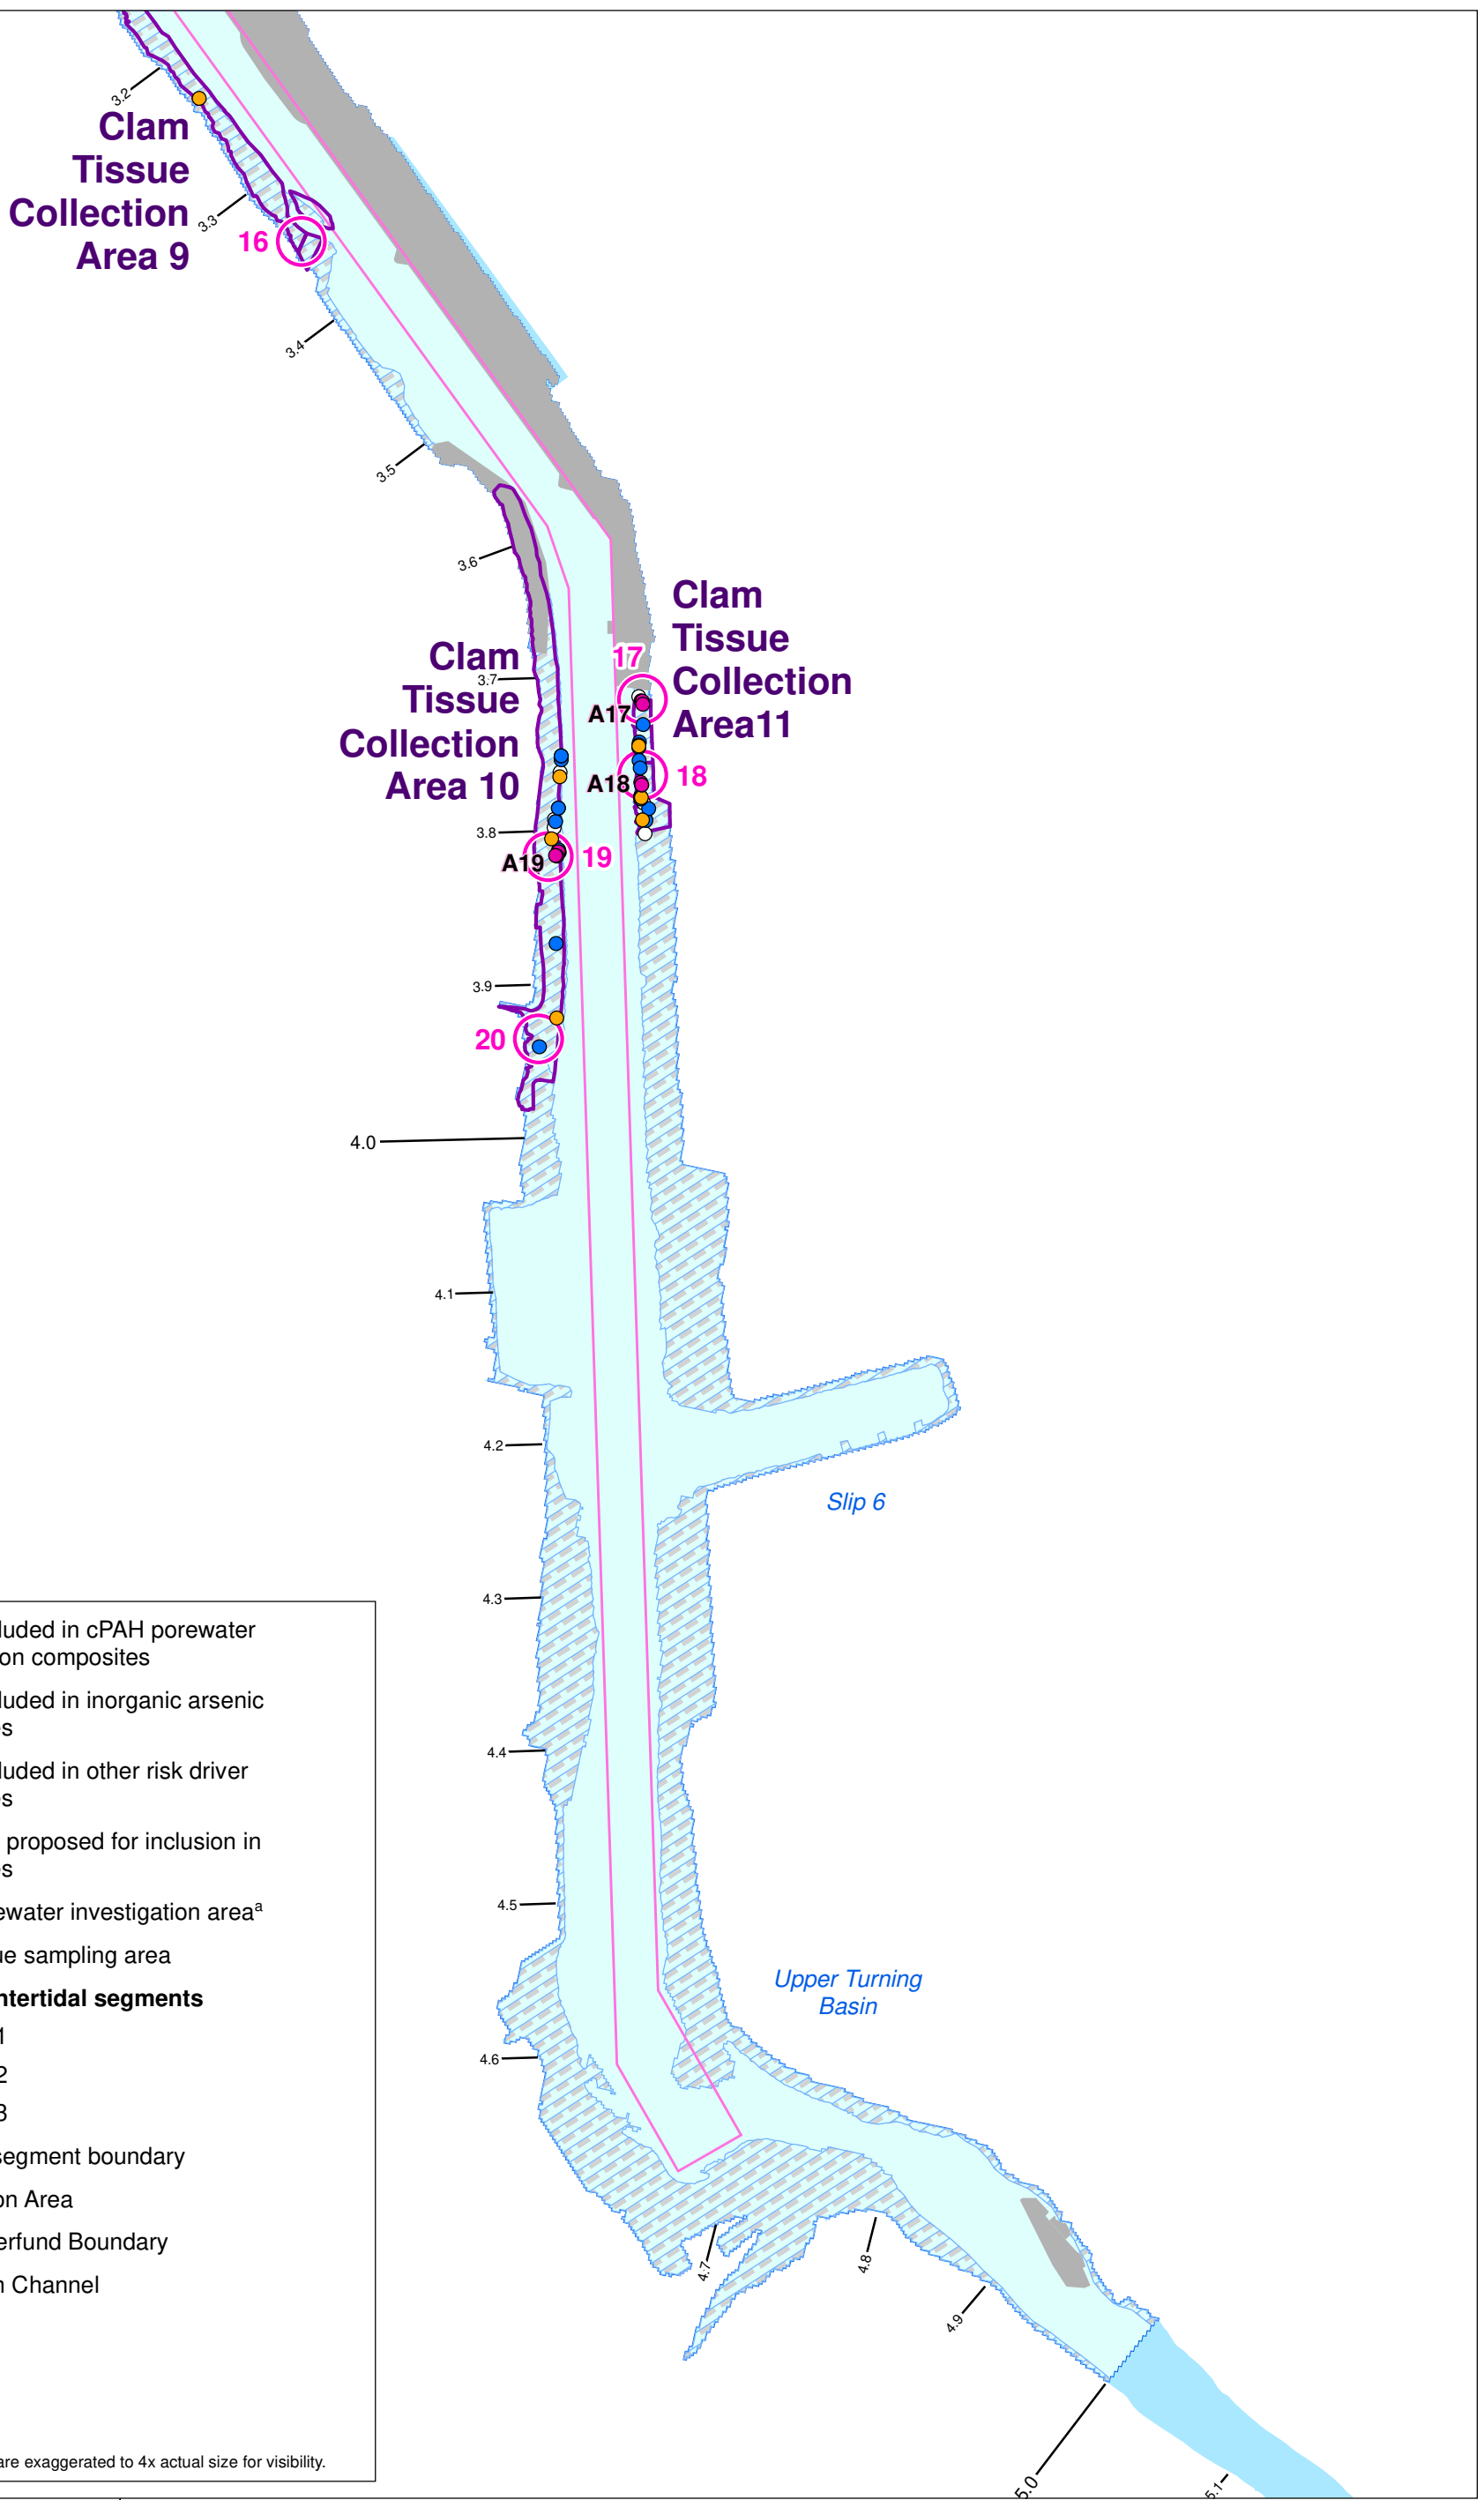 3.2
Clam
Tissue
Collection
Area 9
3.3
16
3.4
3.5
3.6
Clam
Tissue
Collection
Area11
17
Clam
Tissue
Collection
Area 10
3.7
A17
A18
18
3.8
A19
19
3.9
20
4.0
4.1
4.2
Slip 6
4.3
4.4
4.5
Upper Turning
Basin
4.6
4.7
4.8
4.9
5.0
5.1
luded in cPAH porewater
on composites
luded in inorganic arsenic
es
luded in other risk driver
es
proposed for inclusion in
es
ewater investigation areaª
ue sampling area
ntertidal segments
1
2
3
segment boundary
on Area
erfund Boundary
n Channel
are exaggerated to 4x actual size for visibility.